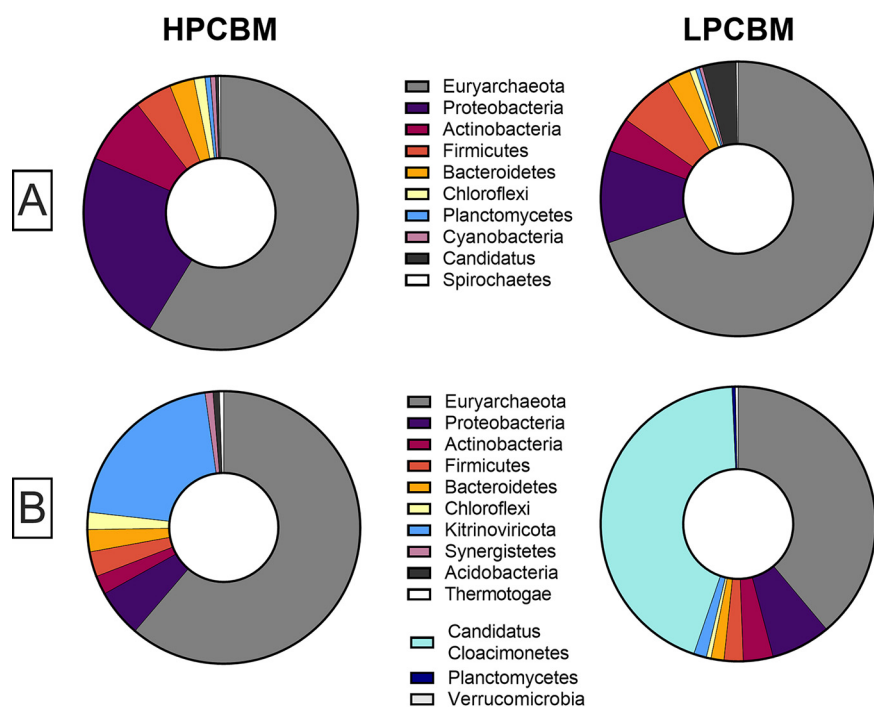 HPCBM
LPCBM
A
Euryarchaeota
Proteobacteria
Actinobacteria
Firmicutes
Bacteroidetes
Chloroflexi
Planctomycetes
Cyanobacteria
Candidatus
Spirochaetes
B
Euryarchaeota
Proteobacteria
Actinobacteria
Firmicutes
Bacteroidetes
Chloroflexi
Kitrinoviricota
Synergistetes
Acidobacteria
Thermotogae
Candidatus
Cloacimonetes
Planctomycetes
Verrucomicrobia